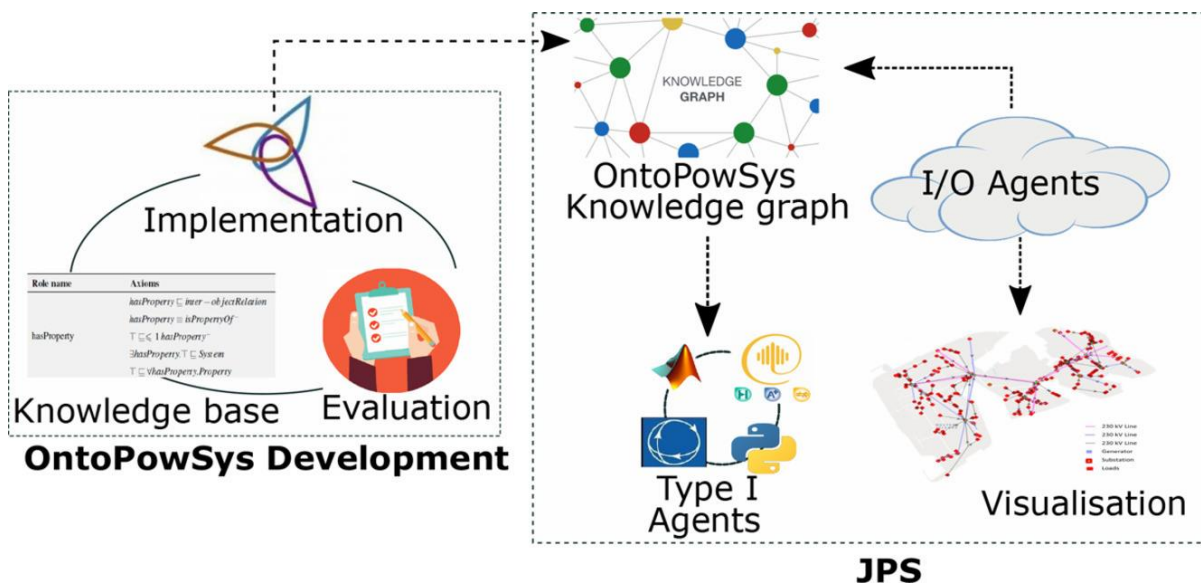 Implementation
Role name Axioms
hasProperty ⊑ inter – objectRelation
hasProperty ≡ isPropertyOf⁻
hasProperty
⊤ ⊑⩽ 1 hasProperty⁻
∃hasProperty.⊤ ⊑ System
⊤ ⊑ ∀hasProperty.Property
Knowledge base
Evaluation
OntoPowSys Development
KNOWLEDGE
GRAPH
OntoPowSys
Knowledge graph
I/O Agents
Type I
Agents
230 kV Line
230 kV Line
230 kV Line
Generator
Substation
Loads
Visualisation
JPS